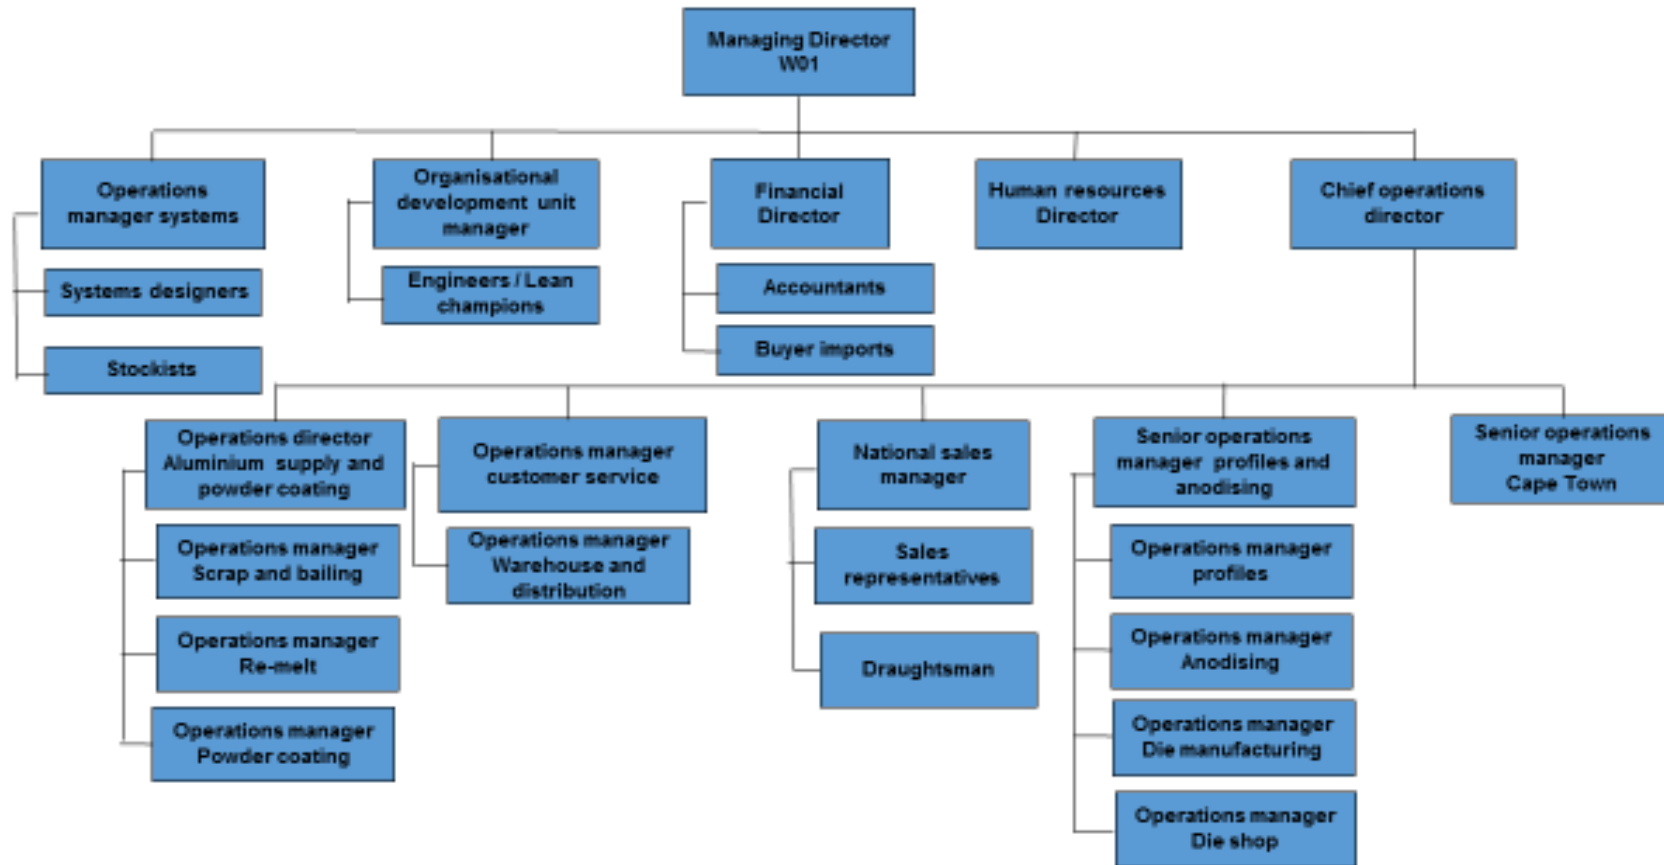 Managing Director
W01
Operations
manager systems
Organisational
development unit
manager
Financial
Director
Human resources
Director
Chief operations
director
Systems designers
Engineers / Lean
champions
Accountants
Stockists
Buyer imports
Operations director
Aluminium supply and
powder coating
Operations manager
customer service
National sales
manager
Senior operations
manager profiles and
anodising
Senior operations
manager
Cape Town
Operations manager
Scrap and bailing
Operations manager
Warehouse and
distribution
Sales
representatives
Operations manager
profiles
Operations manager
Re-melt
Draughtsman
Operations manager
Anodising
Operations manager
Powder coating
Operations manager
Die manufacturing
Operations manager
Die shop